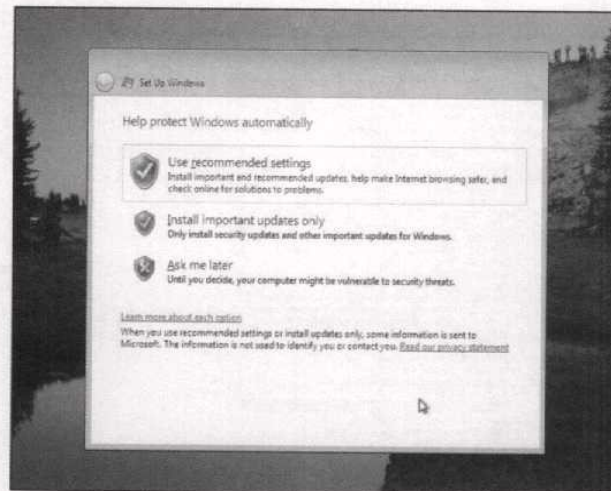 Set Up Windows
Help protect Windows automatically
Use recommended settings
Install important and recommended updates, help make Internet browsing safer, and
check online for solutions to problems.
Install important updates only
Only install security updates and other important updates for Windows.
Ask me later
Until you decide, your computer might be vulnerable to security threats.
Learn more about each option
When you use recommended settings or install updates only, some information is sent to
Microsoft. The information is not used to identify you or contact you. Read our privacy statement